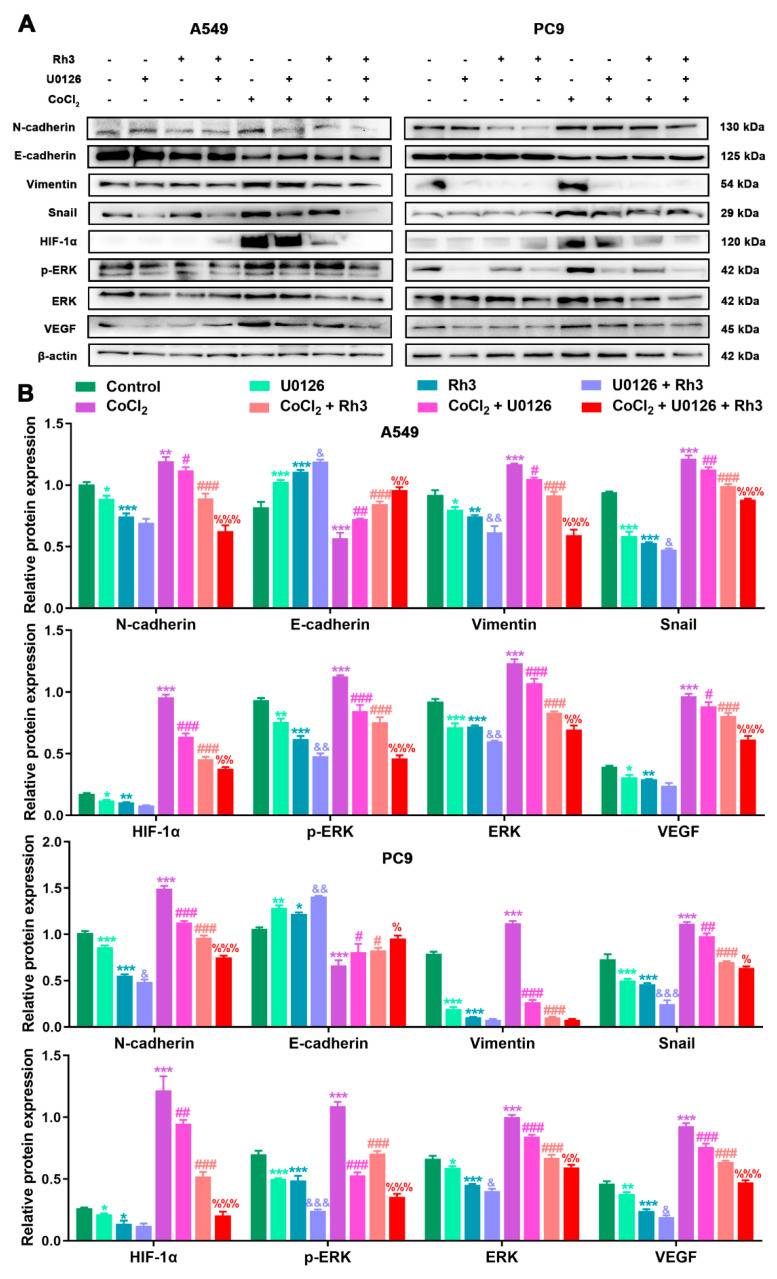 A
A549 PC9
Rh3 - - + + - - + + - - + + - - + +
U0126 - + - + - + - + - + - + - + - +
CoCl2 - - - - + + + + - - - - + + + +
N-cadherin 130 kDa
E-cadherin 125 kDa
Vimentin 54 kDa
Snail 29 kDa
HIF-1α 120 kDa
p-ERK 42 kDa
ERK 42 kDa
VEGF 45 kDa
β-actin 42 kDa
B
Control U0126 Rh3 U0126 + Rh3
CoCl2 CoCl2 + Rh3 CoCl2 + U0126 CoCl2 + U0126 + Rh3
A549
Relative protein expression
1.5
1.0
0.5
0.0
* *** ** # ### %%%
*** *** & *** ## ### %%
* ** && *** # ### %%%
*** *** & *** ## ### %%%
N-cadherin E-cadherin Vimentin Snail
Relative protein expression
1.5
1.0
0.5
0.0
* ** *** ### ### %%
** *** && *** ### ### %%%
*** *** && *** ### ### %%
* ** *** # ### %%%
HIF-1α p-ERK ERK VEGF
PC9
Relative protein expression
2.0
1.5
1.0
0.5
0.0
*** *** & *** ### ### %%%
** * && *** # # %
*** *** *** ### ###
*** *** &&& *** ## ### %
N-cadherin E-cadherin Vimentin Snail
Relative protein expression
1.5
1.0
0.5
0.0
* * *** ## ### %%%
*** *** &&& *** ### ### %%%
* *** & *** ### ### %%
** *** & *** ### ### %%%
HIF-1α p-ERK ERK VEGF